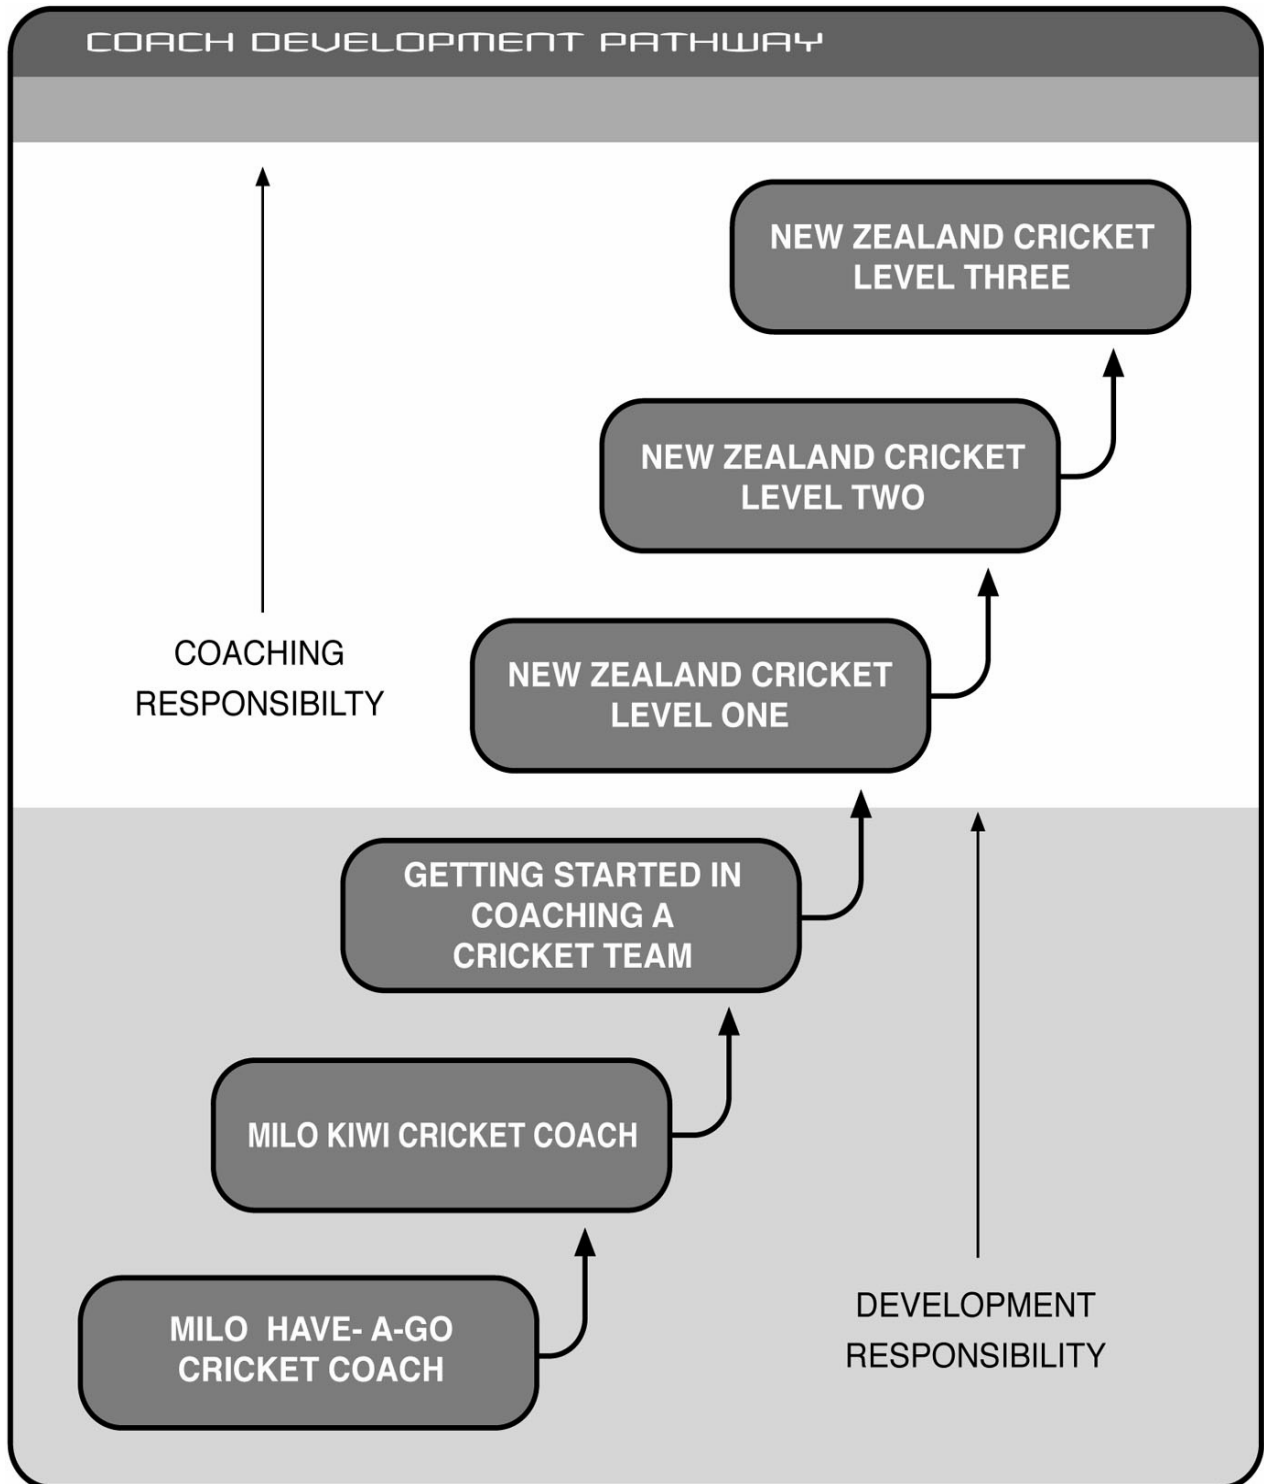 COACH DEVELOPMENT PATHWAY
NEW ZEALAND CRICKET
LEVEL THREE
NEW ZEALAND CRICKET
LEVEL TWO
COACHING
RESPONSIBILTY
NEW ZEALAND CRICKET
LEVEL ONE
GETTING STARTED IN
COACHING A
CRICKET TEAM
MILO KIWI CRICKET COACH
MILO HAVE- A-GO
CRICKET COACH
DEVELOPMENT
RESPONSIBILITY